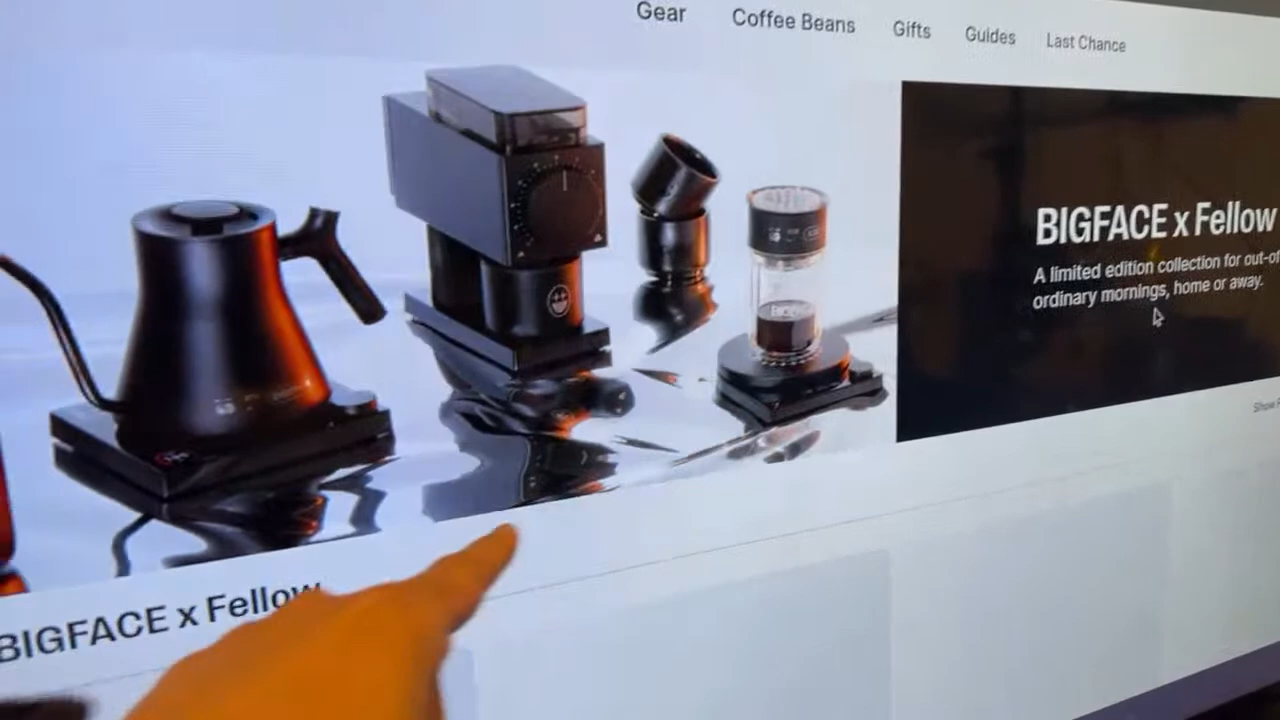 Gear Coffee Beans Gifts Guides Last Chance
BIGFACE x Fellow
A limited edition collection for out-of
ordinary mornings, home or away.
Show
BIGFACE x Fellow